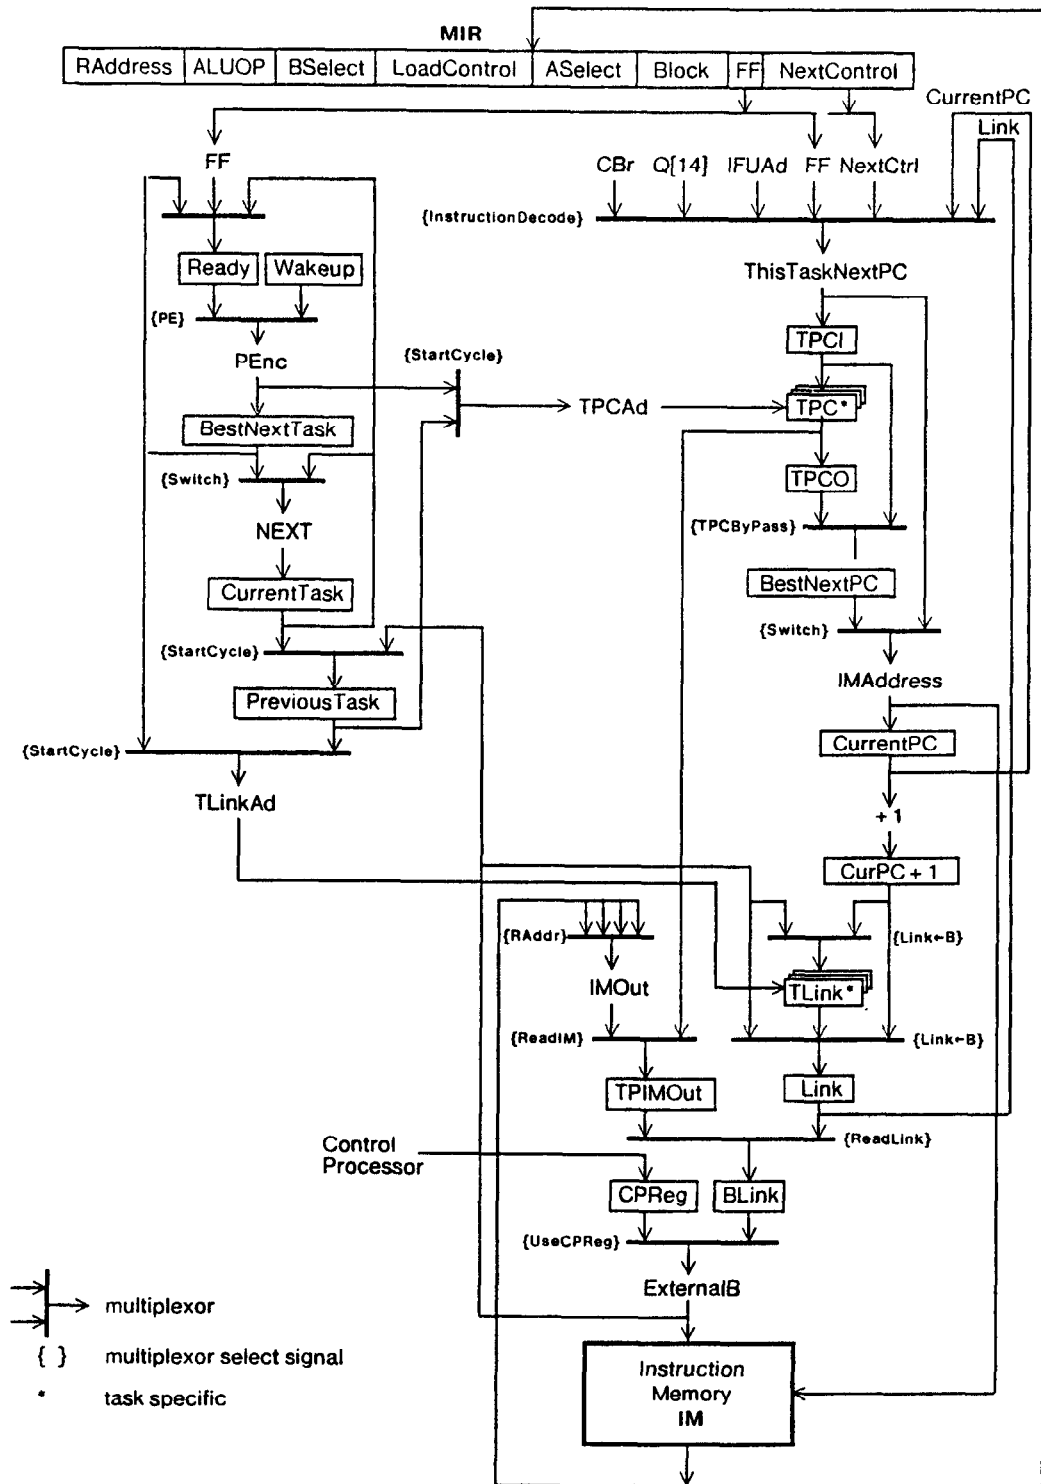 MIR
RAddress ALUOP BSelect LoadControl ASelect Block FF NextControl
CurrentPC
Link
FF
CBr Q[14] IFUAd FF NextCtrl
{InstructionDecode}
Ready Wakeup
ThisTaskNextPC
{PE}
TPCI
PEnc
{StartCycle}
TPC*
TPCAd
BestNextTask
{Switch}
TPCO
NEXT
{TPCByPass}
BestNextPC
CurrentTask
{Switch}
{StartCycle}
IMAddress
PreviousTask
CurrentPC
{StartCycle}
TLinkAd
+ 1
CurPC + 1
{RAddr}
{Link←B}
IMOut
TLink*
{ReadIM}
{Link←B}
TPIMOut
Link
{ReadLink}
Control
Processor
CPReg
BLink
{UseCPReg}
ExternalB
multiplexor
{ } multiplexor select signal
* task specific
Instruction
Memory
IM